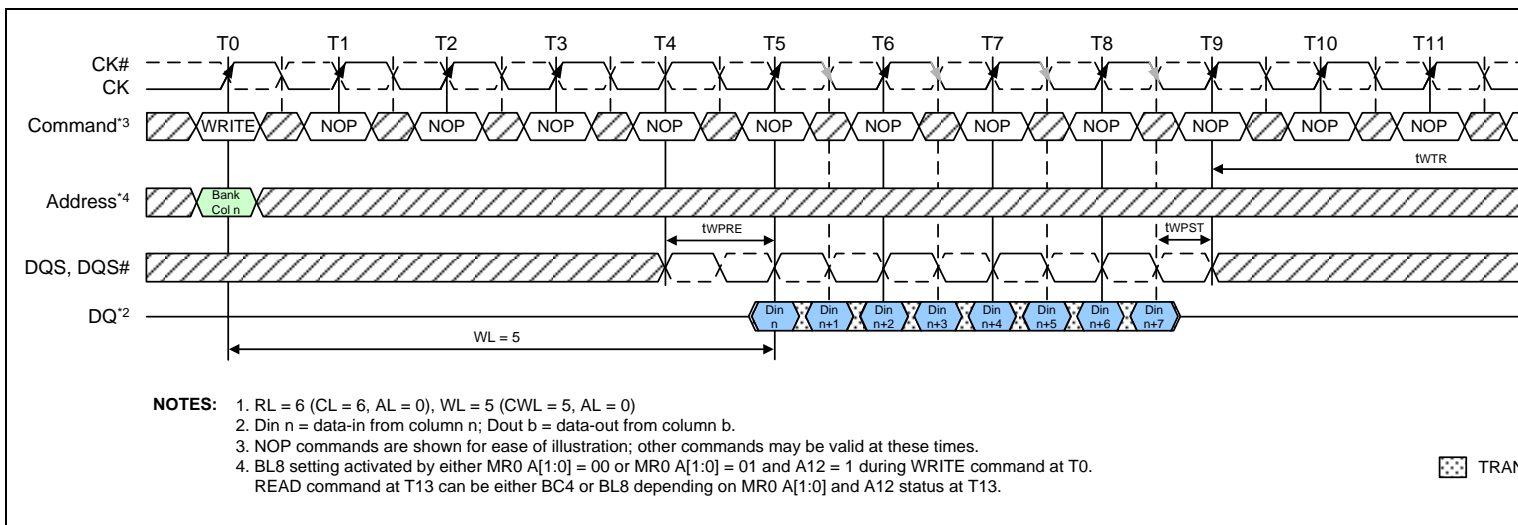 T0 T1 T2 T3 T4 T5 T6 T7 T8 T9 T10 T11
CK#
CK
Command*3 WRITE NOP NOP NOP NOP NOP NOP NOP NOP NOP NOP NOP
tWTR
Address*4 Bank Col n
tWPRE tWPST
DQS, DQS#
DQ*2 Din n Din n+1 Din n+2 Din n+3 Din n+4 Din n+5 Din n+6 Din n+7
WL = 5
NOTES: 1. RL = 6 (CL = 6, AL = 0), WL = 5 (CWL = 5, AL = 0)
2. Din n = data-in from column n; Dout b = data-out from column b.
3. NOP commands are shown for ease of illustration; other commands may be valid at these times.
4. BL8 setting activated by either MR0 A[1:0] = 00 or MR0 A[1:0] = 01 and A12 = 1 during WRITE command at T0.
READ command at T13 can be either BC4 or BL8 depending on MR0 A[1:0] and A12 status at T13.
TRAN